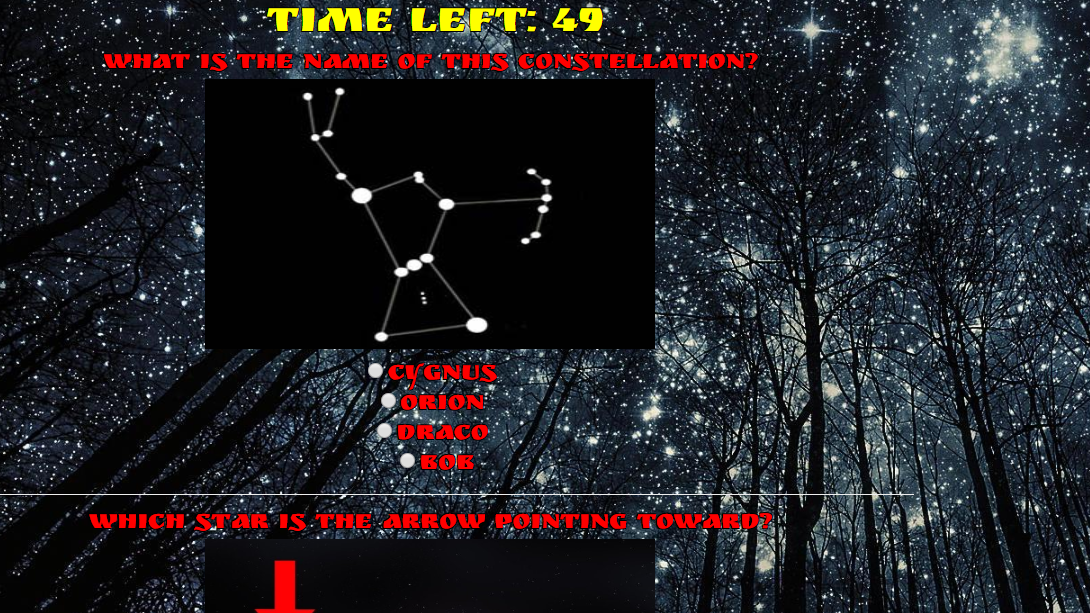 TIME LEFT: 49
WHAT IS THE NAME OF THIS CONSTELLATION?
CYGNUS
ORION
DRACO
BOB
WHICH STAR IS THE ARROW POINTING TOWARD?